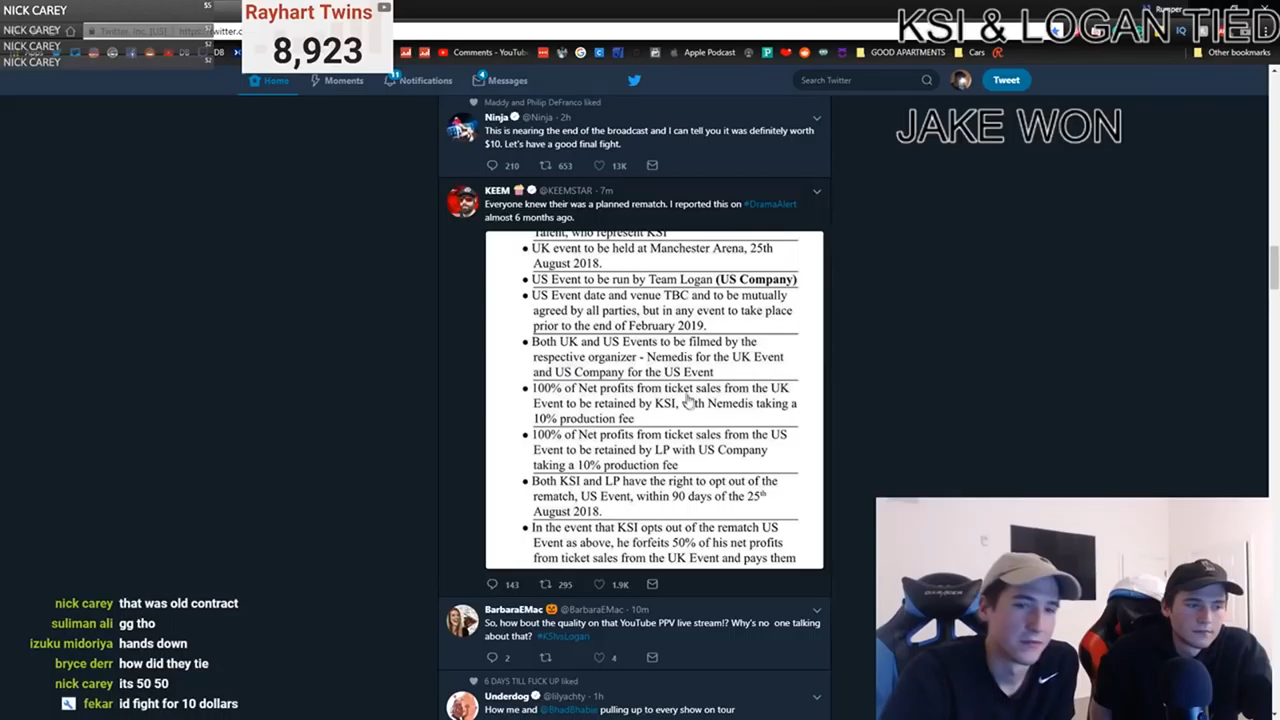 NICK CAREY
$5
NICK CAREY
Twitter, Inc. [US]
NICK CAREY
NICK CAREY
Rayhart Twins
8,923
KSI & LOGAN TIED
JAKE WON
Comments - YouTube
Apple Podcast
GOOD APARTMENTS
Cars
Other bookmarks
Home
Moments
11
Notifications
4
Messages
Search Twitter
Tweet
Maddy and Philip DeFranco liked
Ninja @Ninja · 2h
This is nearing the end of the broadcast and I can tell you it was definitely worth
$10. Let's have a good final fight.
210 653 13K
KEEM @KEEMSTAR · 7m
Everyone knew their was a planned rematch. I reported this on #DramaAlert
almost 6 months ago.
Talent, who represent KSI
• UK event to be held at Manchester Arena, 25th
August 2018.
• US Event to be run by Team Logan (US Company)
• US Event date and venue TBC and to be mutually
agreed by all parties, but in any event to take place
prior to the end of February 2019.
• Both UK and US Events to be filmed by the
respective organizer - Nemedis for the UK Event
and US Company for the US Event
• 100% of Net profits from ticket sales from the UK
Event to be retained by KSI, with Nemedis taking a
10% production fee
• 100% of Net profits from ticket sales from the US
Event to be retained by LP with US Company
taking a 10% production fee
• Both KSI and LP have the right to opt out of the
rematch, US Event, within 90 days of the 25th
August 2018.
• In the event that KSI opts out of the rematch US
Event as above, he forfeits 50% of his net profits
from ticket sales from the UK Event and pays them
143 295 1.9K
BarbaraEMac @BarbaraEMac · 10m
So, how bout the quality on that YouTube PPV live stream!? Why's no one talking
about that? #KSIvsLogan
2 4
6 DAYS TILL FUCK UP liked
Underdog @lilyachty · 1h
How me and @BhadBhabie pulling up to every show on tour
nick carey that was old contract
suliman ali gg tho
izuku midoriya hands down
bryce derr how did they tie
nick carey its 50 50
fekar id fight for 10 dollars